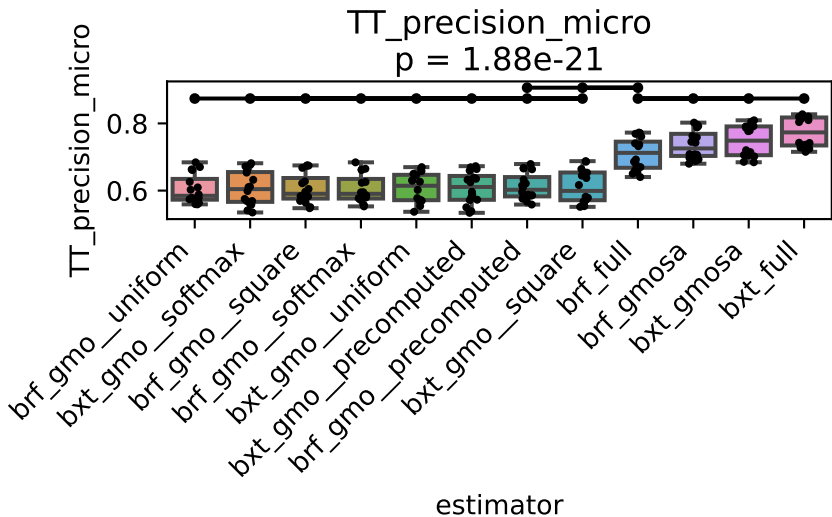 TT_precision_micro
p = 1.88e-21
TT_precision_micro
0.8
0.6
brf_gmo__uniform
bxt_gmo__softmax
brf_gmo__square
brf_gmo__softmax
bxt_gmo__uniform
bxt_gmo__precomputed
brf_gmo__precomputed
bxt_gmo__square
brf_full
brf_gmosa
bxt_gmosa
bxt_full
estimator